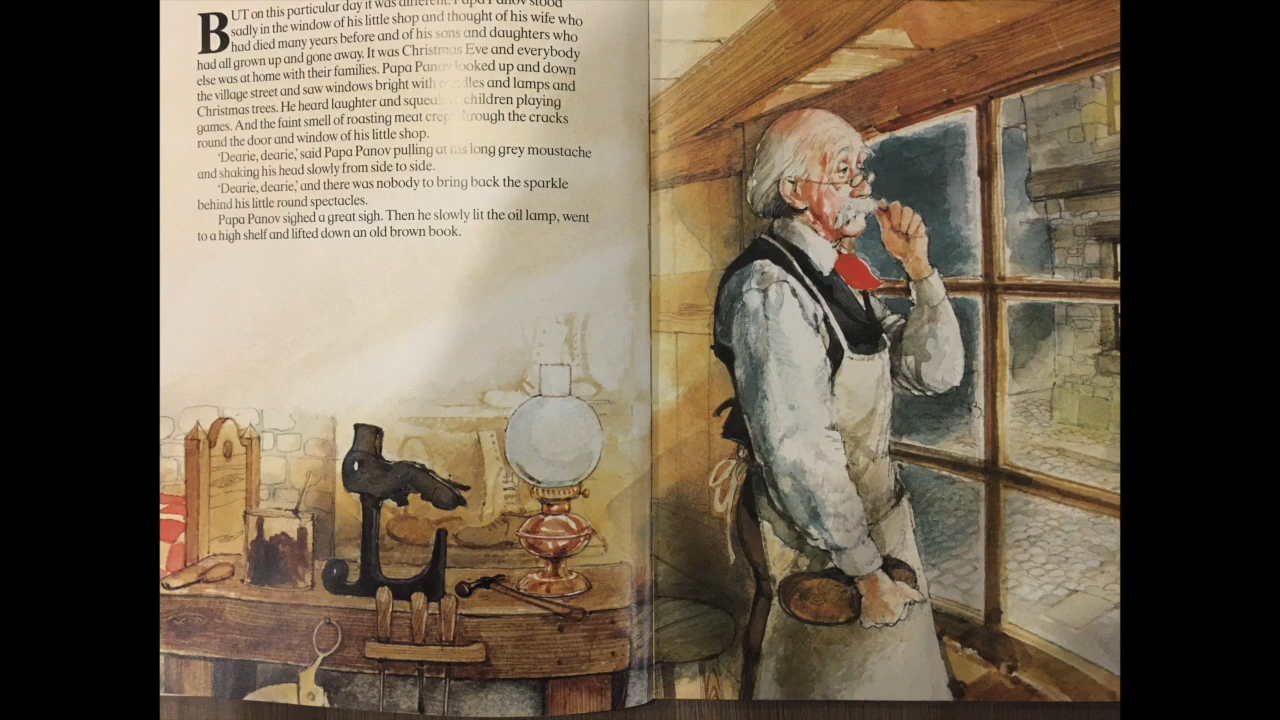 BUT on this particular day it was different. Papa Panov stood
sadly in the window of his little shop and thought of his wife who
had died many years before and of his sons and daughters who
had all grown up and gone away. It was Christmas Eve and everybody
else was at home with their families. Papa Panov looked up and down
the village street and saw windows bright with candles and lamps and
Christmas trees. He heard laughter and squeals children playing
games. And the faint smell of roasting meat crept through the cracks
round the door and window of his little shop.
‘Dearie, dearie,’ said Papa Panov pulling at his long grey moustache
and shaking his head slowly from side to side.
‘Dearie, dearie,’ and there was nobody to bring back the sparkle
behind his little round spectacles.
Papa Panov sighed a great sigh. Then he slowly lit the oil lamp, went
to a high shelf and lifted down an old brown book.